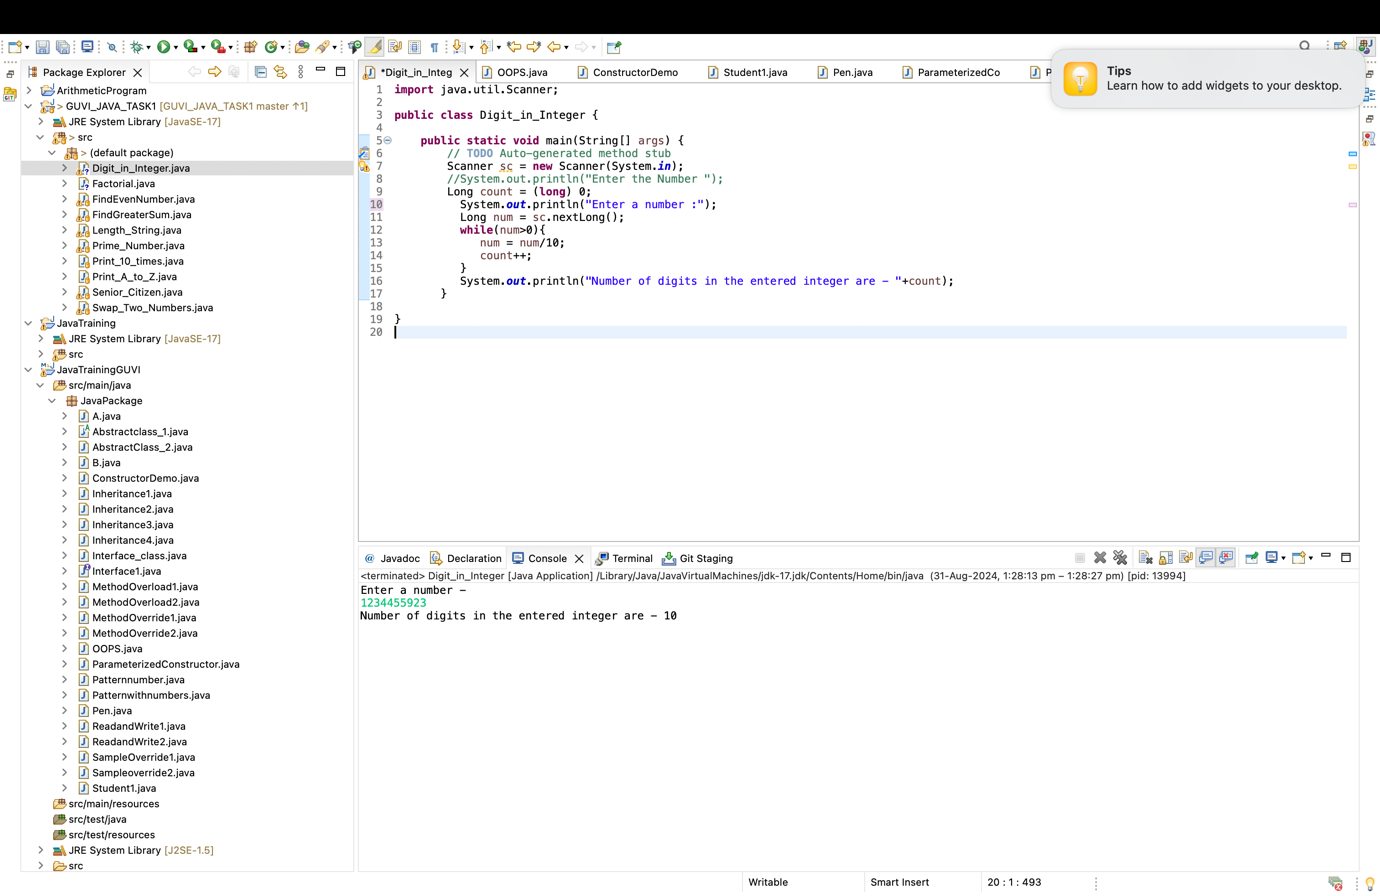 Package Explorer
ArithmeticProgram
> GUVI_JAVA_TASK1 [GUVI_JAVA_TASK1 master ↑1]
JRE System Library [JavaSE-17]
> src
> (default package)
Digit_in_Integer.java
Factorial.java
FindEvenNumber.java
FindGreaterSum.java
Length_String.java
Prime_Number.java
Print_10_times.java
Print_A_to_Z.java
Senior_Citizen.java
Swap_Two_Numbers.java
JavaTraining
JRE System Library [JavaSE-17]
src
JavaTrainingGUVI
src/main/java
JavaPackage
A.java
Abstractclass_1.java
AbstractClass_2.java
B.java
ConstructorDemo.java
Inheritance1.java
Inheritance2.java
Inheritance3.java
Inheritance4.java
Interface_class.java
Interface1.java
MethodOverload1.java
MethodOverload2.java
MethodOverride1.java
MethodOverride2.java
OOPS.java
ParameterizedConstructor.java
Patternnumber.java
Patternwithnumbers.java
Pen.java
ReadandWrite1.java
ReadandWrite2.java
SampleOverride1.java
Sampleoverride2.java
Student1.java
src/main/resources
src/test/java
src/test/resources
JRE System Library [J2SE-1.5]
src
*Digit_in_Integ OOPS.java ConstructorDemo Student1.java Pen.java ParameterizedCo P
Tips
Learn how to add widgets to your desktop.
1 import java.util.Scanner;
2
3 public class Digit_in_Integer {
4
5 public static void main(String[] args) {
6 // TODO Auto-generated method stub
7 Scanner sc = new Scanner(System.in);
8 //System.out.println("Enter the Number ");
9 Long count = (long) 0;
10 System.out.println("Enter a number :");
11 Long num = sc.nextLong();
12 while(num>0){
13 num = num/10;
14 count++;
15 }
16 System.out.println("Number of digits in the entered integer are – "+count);
17 }
18
19 }
20
@ Javadoc Declaration Console Terminal Git Staging
<terminated> Digit_in_Integer [Java Application] /Library/Java/JavaVirtualMachines/jdk-17.jdk/Contents/Home/bin/java (31-Aug-2024, 1:28:13 pm – 1:28:27 pm) [pid: 13994]
Enter a number –
1234455923
Number of digits in the entered integer are – 10
Writable Smart Insert 20 : 1 : 493